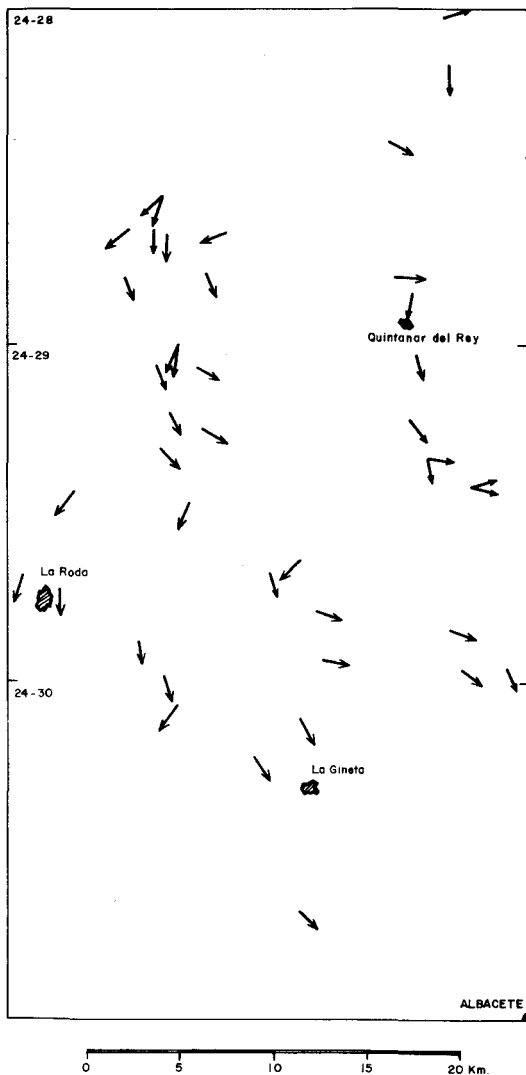 24-28
Quintanar del Rey
24-29
La Roda
24-30
La Gineta
ALBACETE
0 5 10 15 20 Km.